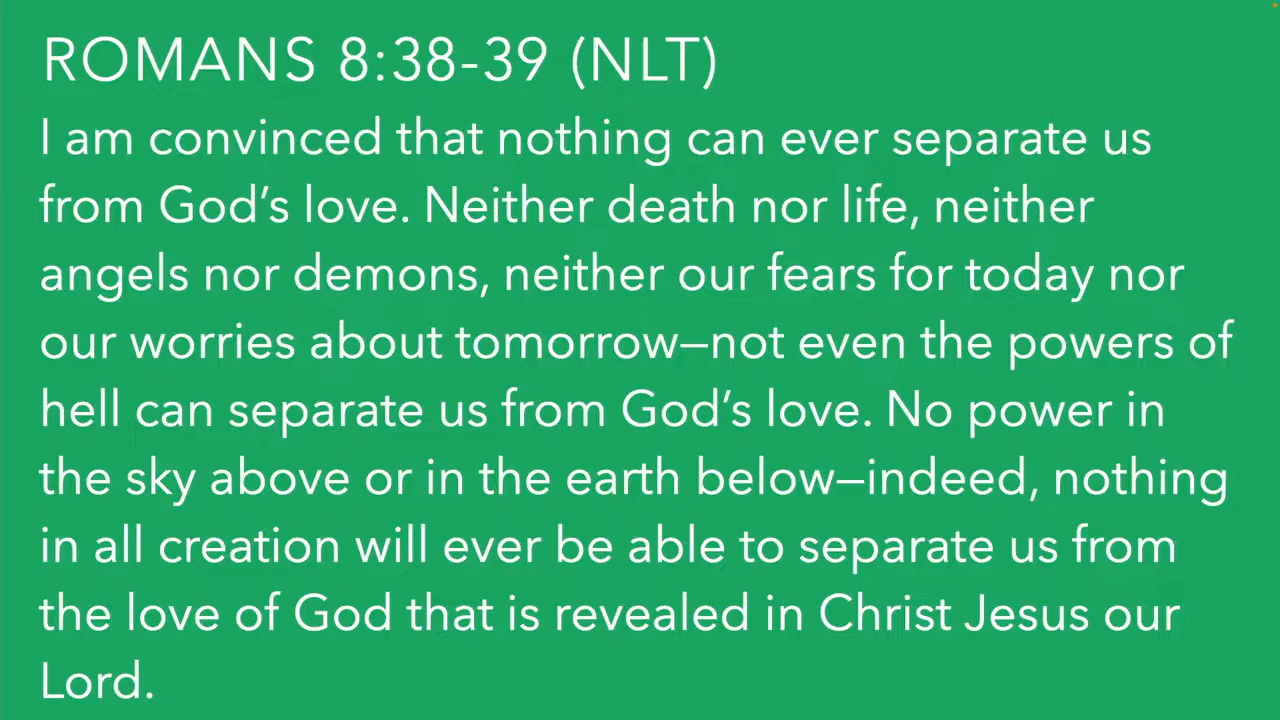 ROMANS 8:38-39 (NLT)
I am convinced that nothing can ever separate us
from God’s love. Neither death nor life, neither
angels nor demons, neither our fears for today nor
our worries about tomorrow—not even the powers of
hell can separate us from God’s love. No power in
the sky above or in the earth below—indeed, nothing
in all creation will ever be able to separate us from
the love of God that is revealed in Christ Jesus our
Lord.